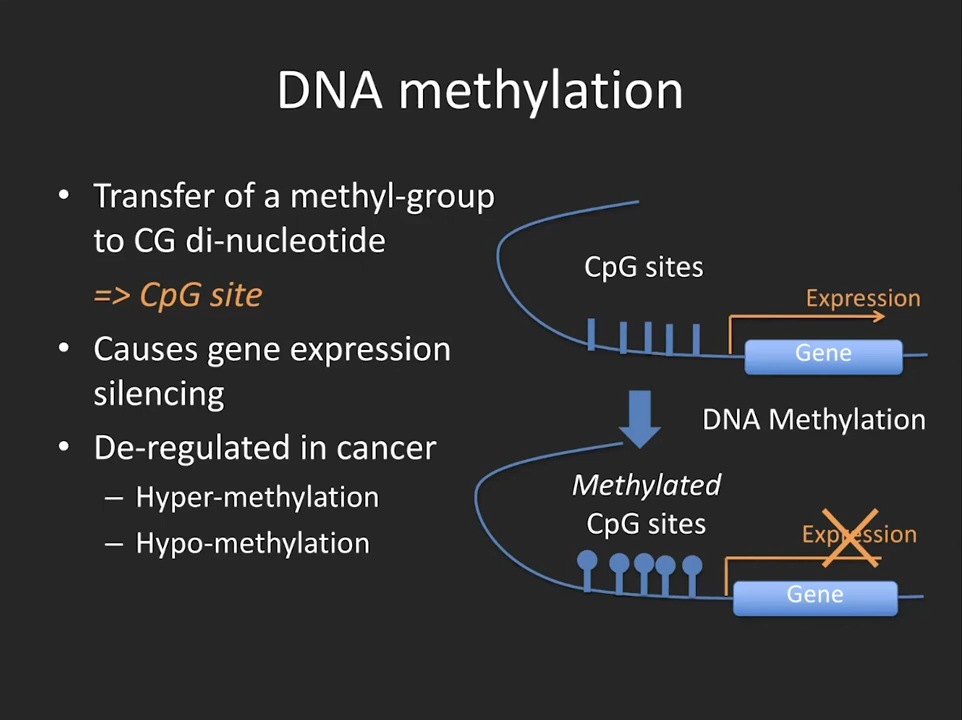 DNA methylation
• Transfer of a methyl-group
to CG di-nucleotide
=> CpG site
• Causes gene expression
silencing
• De-regulated in cancer
– Hyper-methylation
– Hypo-methylation
CpG sites
Expression
Gene
DNA Methylation
Methylated
CpG sites
Expression
Gene